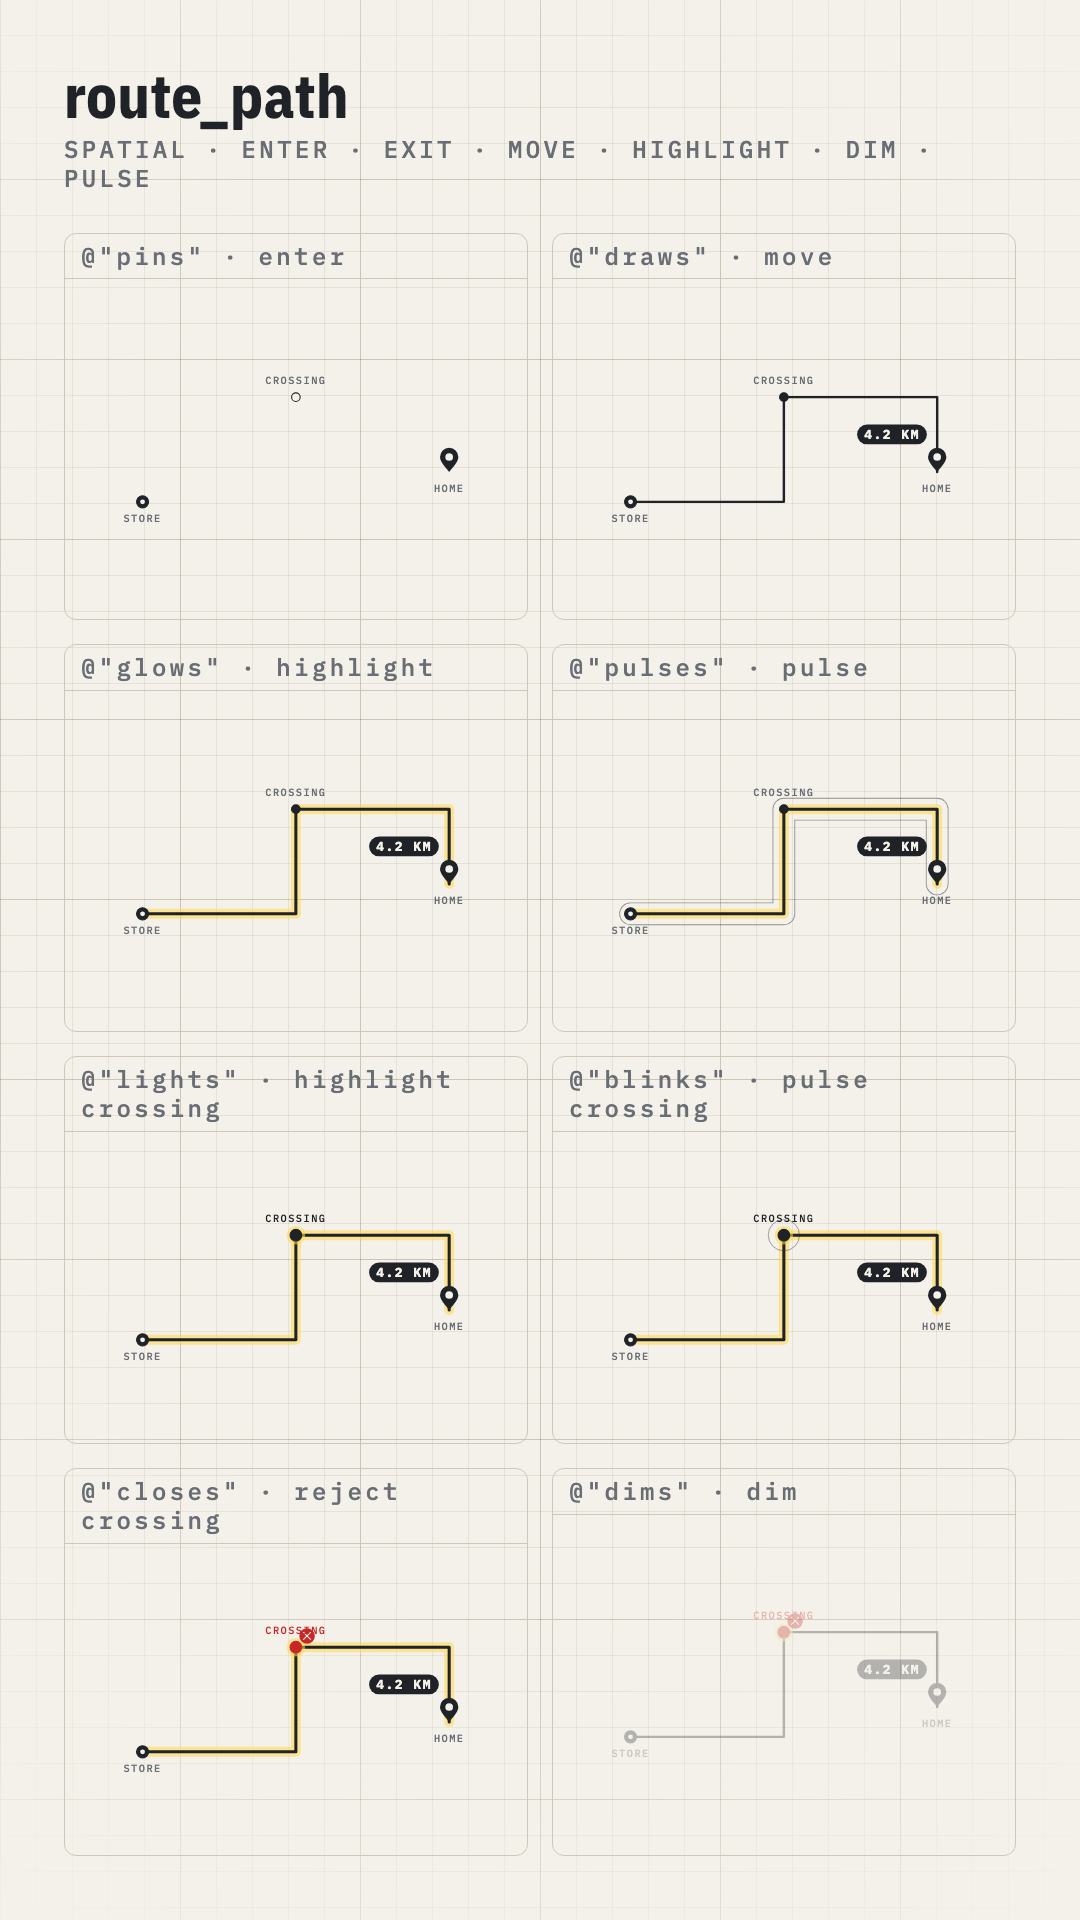 route_path
SPATIAL · ENTER · EXIT · MOVE · HIGHLIGHT · DIM ·
PULSE
@"pins" · enter
CROSSING
HOME
STORE
@"draws" · move
CROSSING
4.2 KM
HOME
STORE
@"glows" · highlight
CROSSING
4.2 KM
HOME
STORE
@"pulses" · pulse
CROSSING
4.2 KM
HOME
STORE
@"lights" · highlight
crossing
CROSSING
4.2 KM
HOME
STORE
@"blinks" · pulse
crossing
CROSSING
4.2 KM
HOME
STORE
@"closes" · reject
crossing
CROSSING
4.2 KM
HOME
STORE
@"dims" · dim
CROSSING
4.2 KM
HOME
STORE